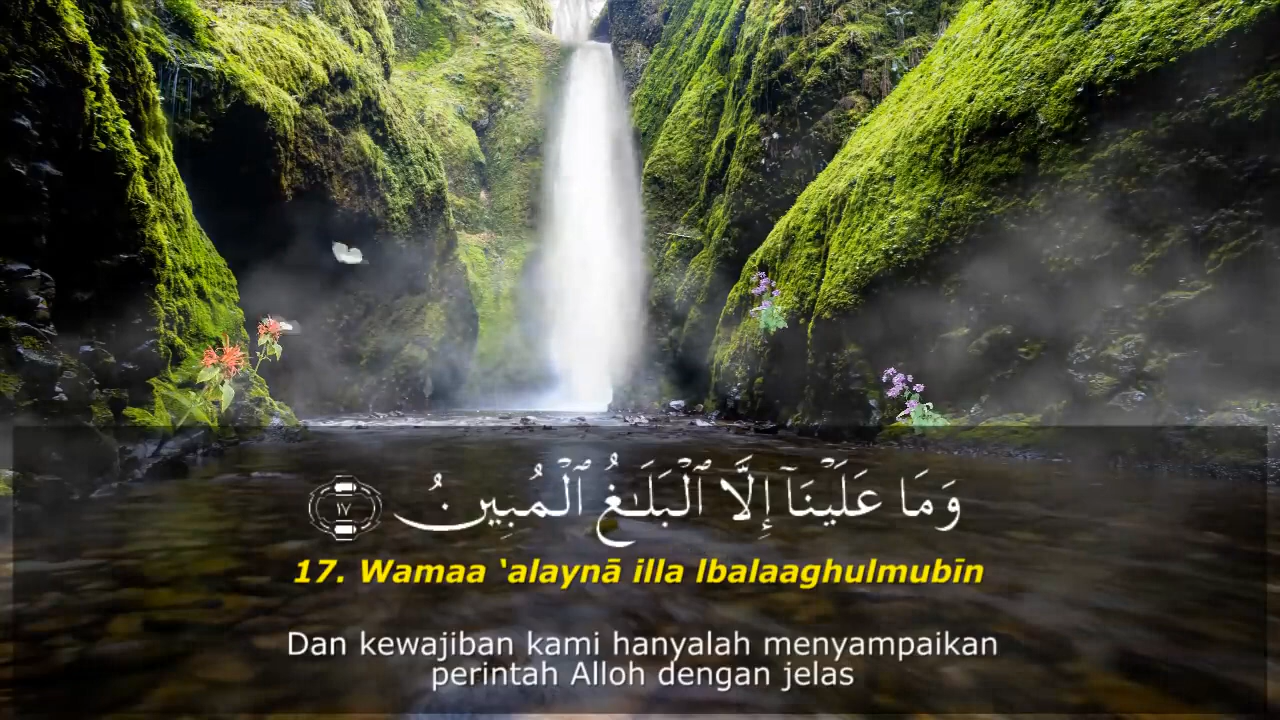 وَمَا عَلَيْنَآ إِلَّا ٱلْبَلَـٰغُ ٱلْمُبِينُ ١٧
17. Wamaa ‘alaynā illa lbalaaghulmubīn
Dan kewajiban kami hanyalah menyampaikan
perintah Alloh dengan jelas